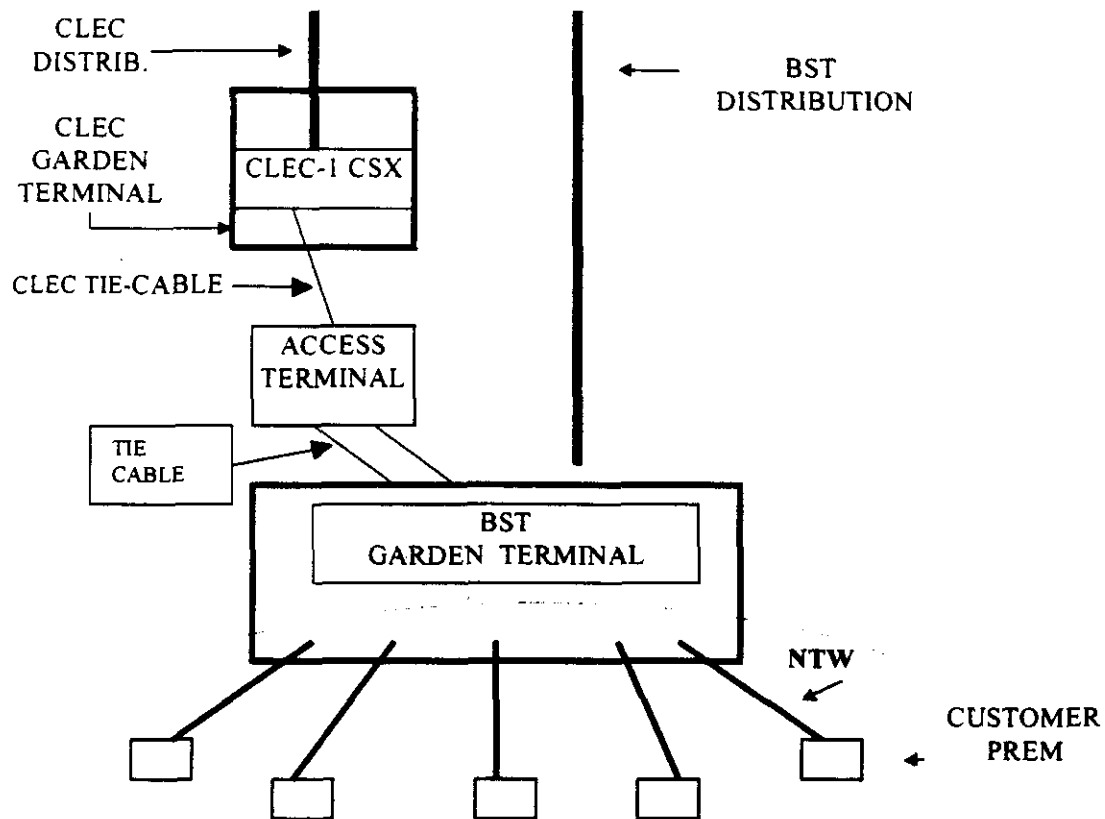 CLEC
DISTRIB.
BST
DISTRIBUTION
CLEC
GARDEN
TERMINAL
CLEC-1 CSX
CLEC TIE-CABLE
ACCESS
TERMINAL
TIE
CABLE
BST
GARDEN TERMINAL
NTW
CUSTOMER
PREM